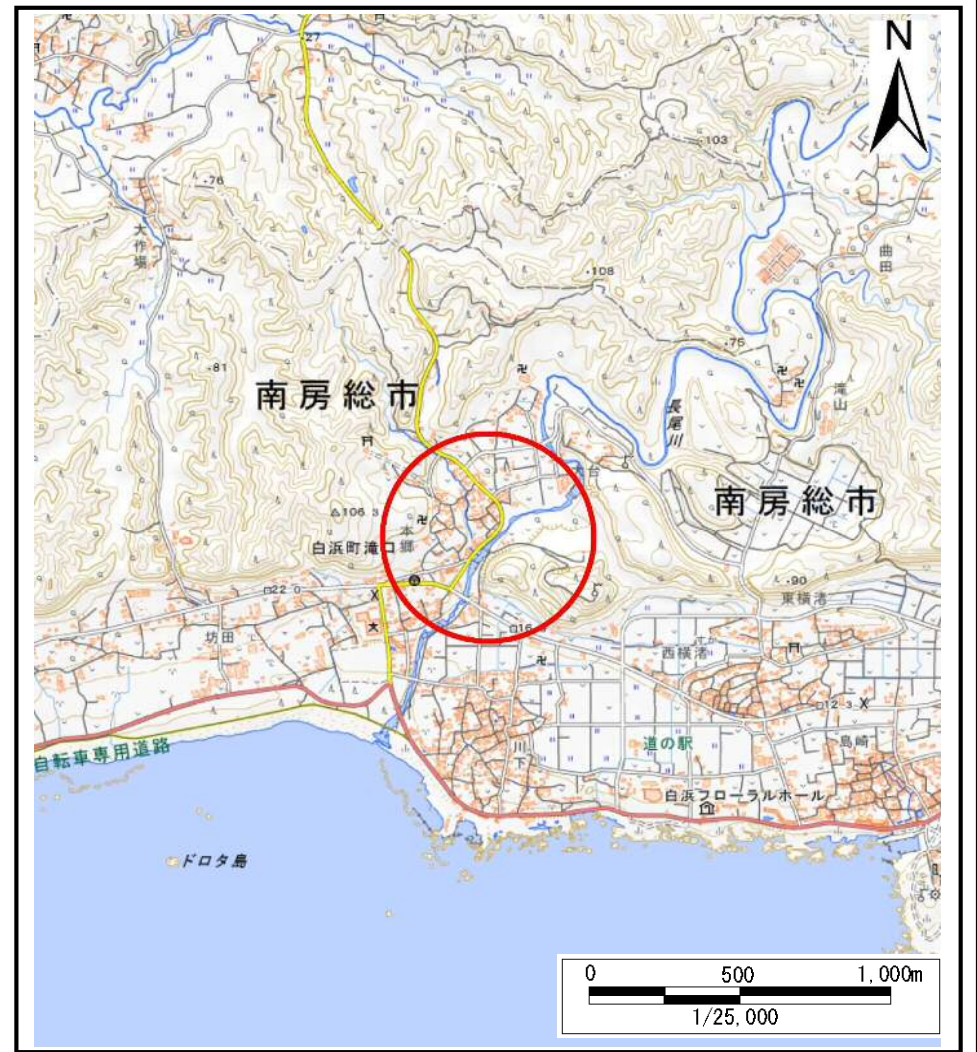 27
N
103
76
大作場
曲田
108
75
81
南房総市
滝山
長尾川
大台
南房総市
106.3
本郷
白浜町滝口
90
22.0
東横渚
坊田
16
西横渚
12.3
川下
道の駅
島崎
自転車専用道路
白浜フローラルホール
ドロタ島
0 500 1,000m
1/25,000